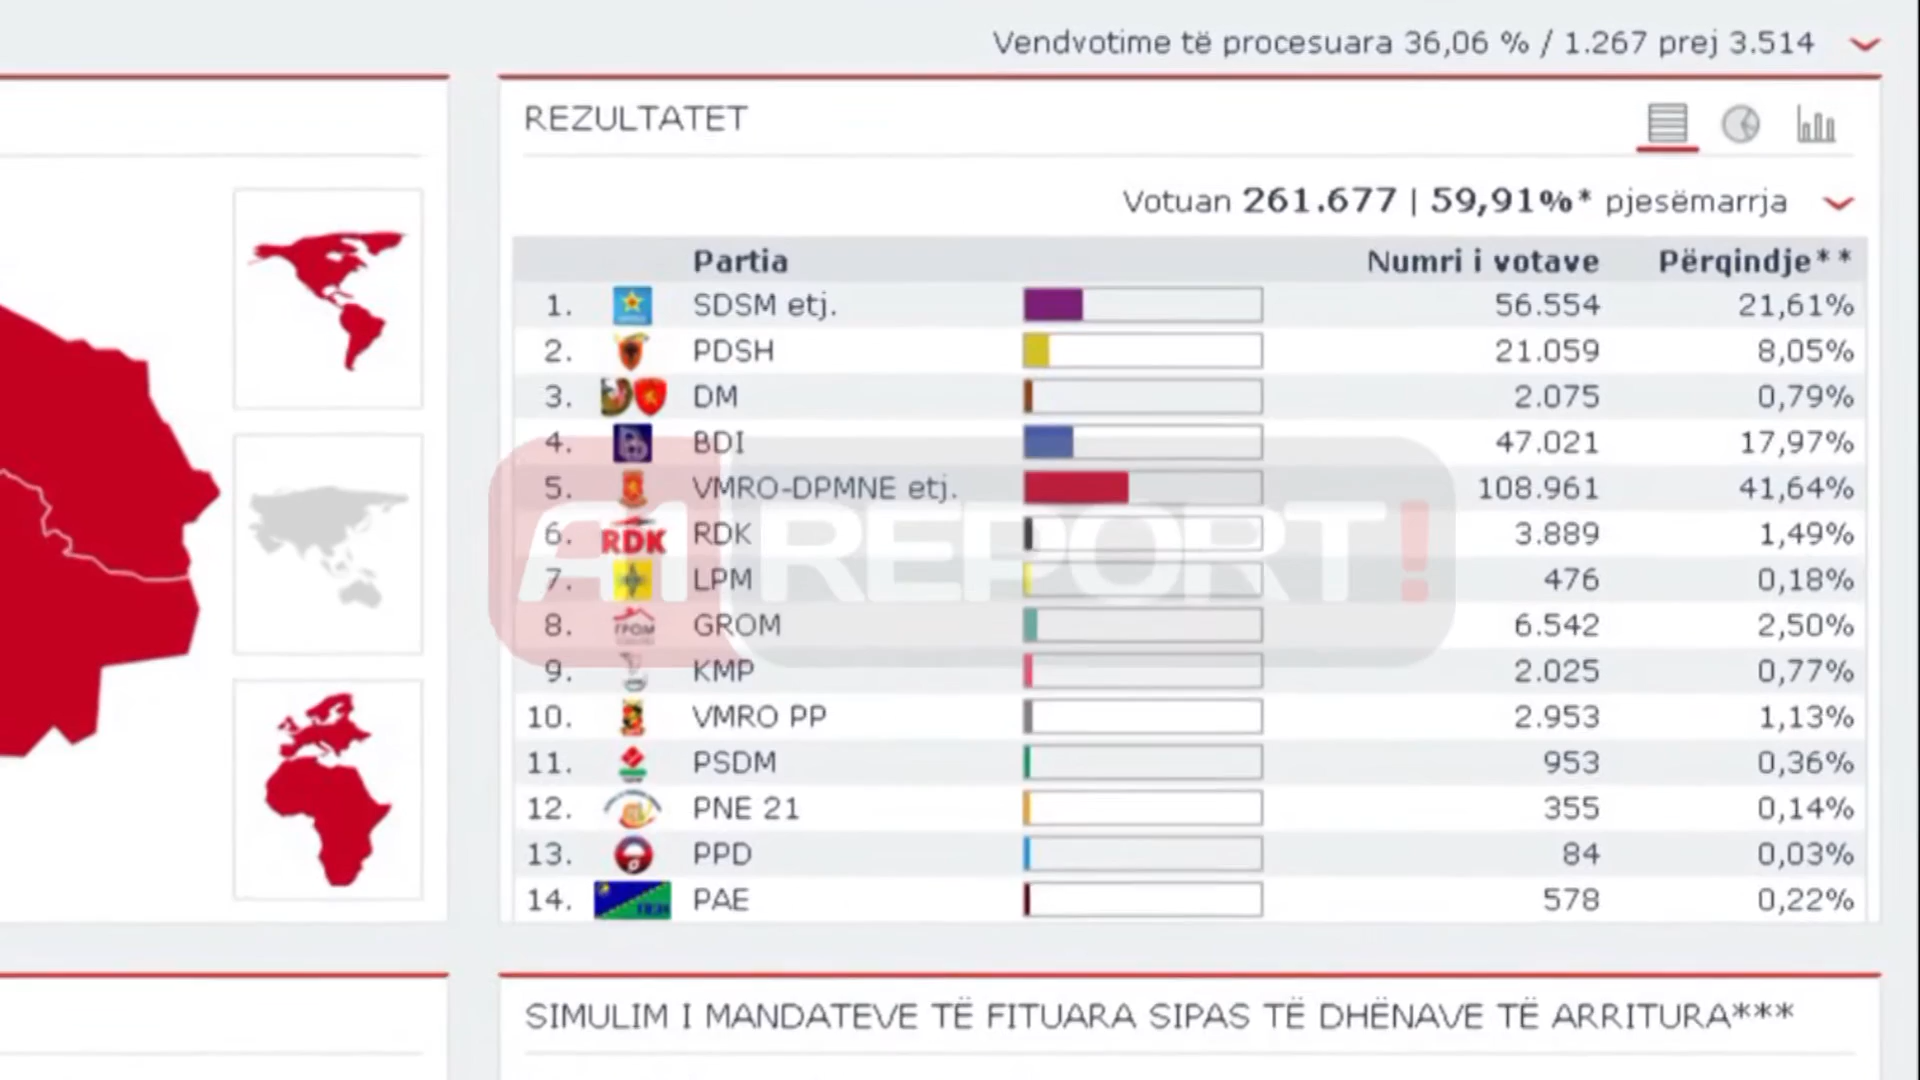 Vendvotime të procesuara 36,06 % / 1.267 prej 3.514
REZULTATET
Votuan 261.677 | 59,91%* pjesëmarrja
Partia Numri i votave Përqindje**
1. SDSM etj. 56.554 21,61%
2. PDSH 21.059 8,05%
3. DM 2.075 0,79%
4. BDI 47.021 17,97%
5. VMRO-DPMNE etj. 108.961 41,64%
6. RDK RDK 3.889 1,49%
7. LPM 476 0,18%
8. ГРОМ GROM 6.542 2,50%
9. KMP 2.025 0,77%
10. VMRO PP 2.953 1,13%
11. PSDM 953 0,36%
12. PNE 21 355 0,14%
13. PPD 84 0,03%
14. PAE 578 0,22%
A1 REPORT!
SIMULIM I MANDATEVE TË FITUARA SIPAS TË DHËNAVE TË ARRITURA***